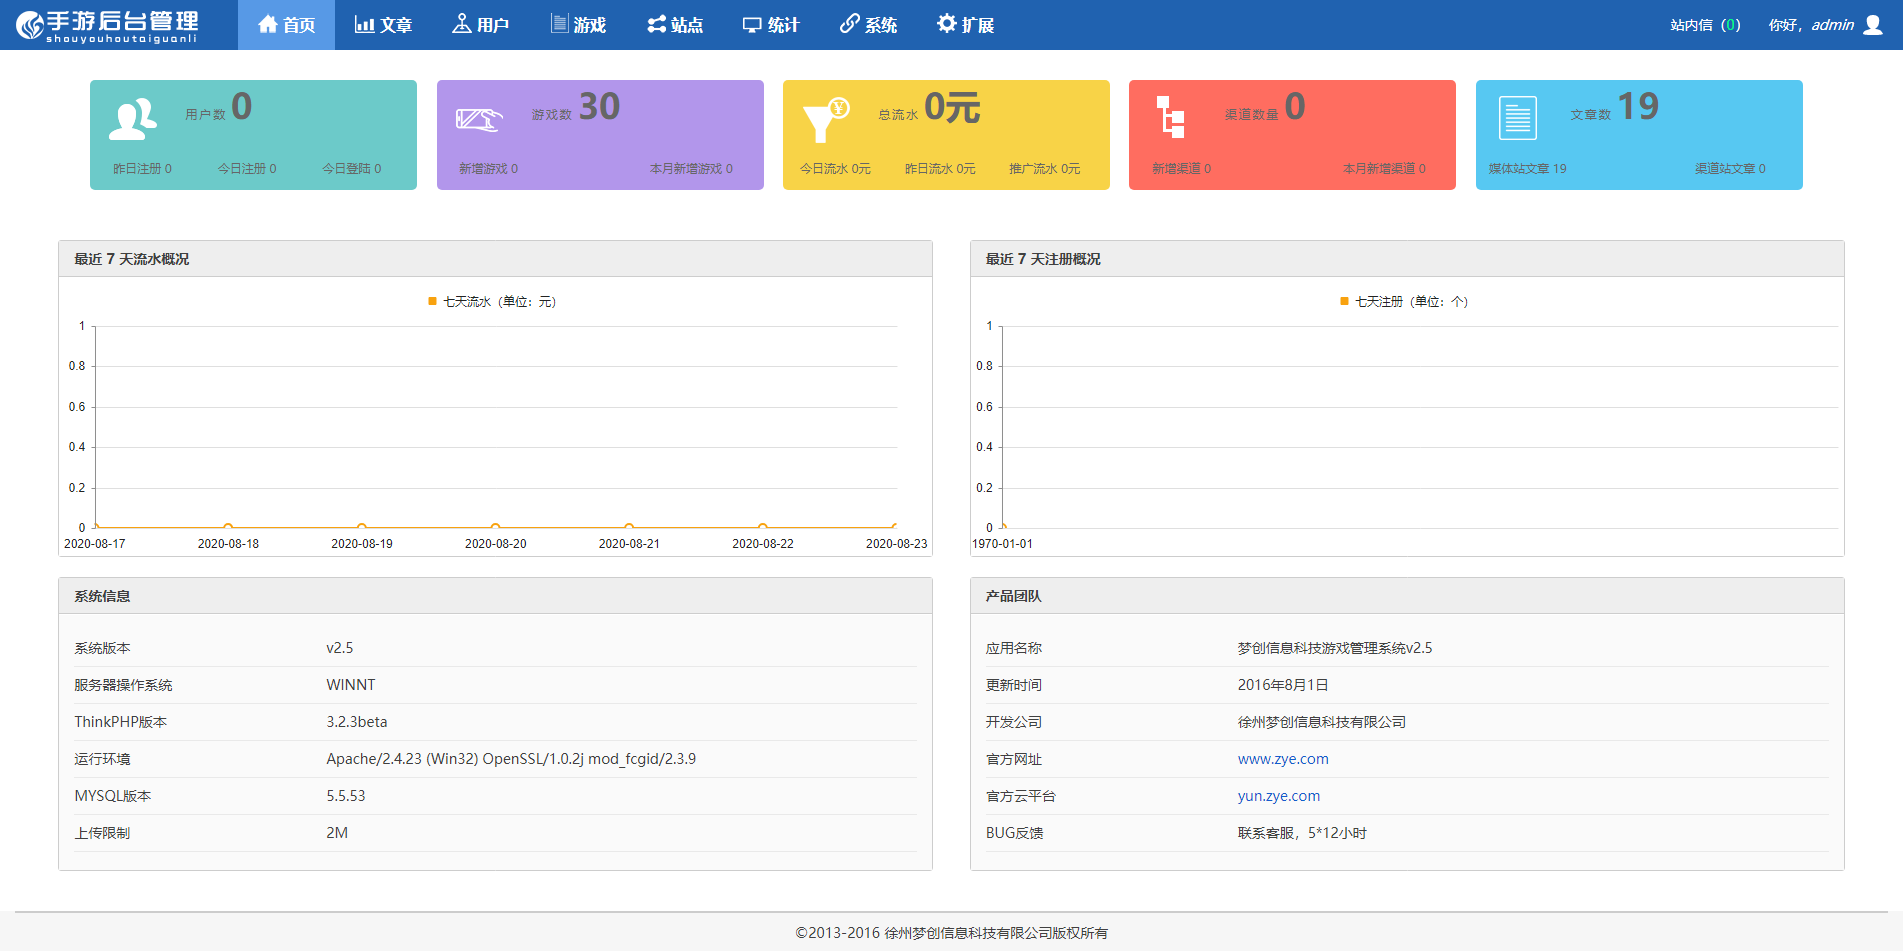 手游后台管理
shouyouhoutaiguanli
首页 文章 用户 游戏 站点 统计 系统 扩展
站内信（0） 你好，admin
用户数 0
昨日注册 0 今日注册 0 今日登陆 0
游戏数 30
新增游戏 0 本月新增游戏 0
总流水 0元
今日流水 0元 昨日流水 0元 推广流水 0元
渠道数量 0
新增渠道 0 本月新增渠道 0
文章数 19
媒体站文章 19 渠道站文章 0
最近 7 天流水概况
七天流水（单位：元）
1
0.8
0.6
0.4
0.2
0
2020-08-17 2020-08-18 2020-08-19 2020-08-20 2020-08-21 2020-08-22 2020-08-23
最近 7 天注册概况
七天注册（单位：个）
1
0.8
0.6
0.4
0.2
0
1970-01-01
系统信息
系统版本 v2.5
服务器操作系统 WINNT
ThinkPHP版本 3.2.3beta
运行环境 Apache/2.4.23 (Win32) OpenSSL/1.0.2j mod_fcgid/2.3.9
MYSQL版本 5.5.53
上传限制 2M
产品团队
应用名称 梦创信息科技游戏管理系统v2.5
更新时间 2016年8月1日
开发公司 徐州梦创信息科技有限公司
官方网址 www.zye.com
官方云平台 yun.zye.com
BUG反馈 联系客服，5*12小时
©2013-2016 徐州梦创信息科技有限公司版权所有